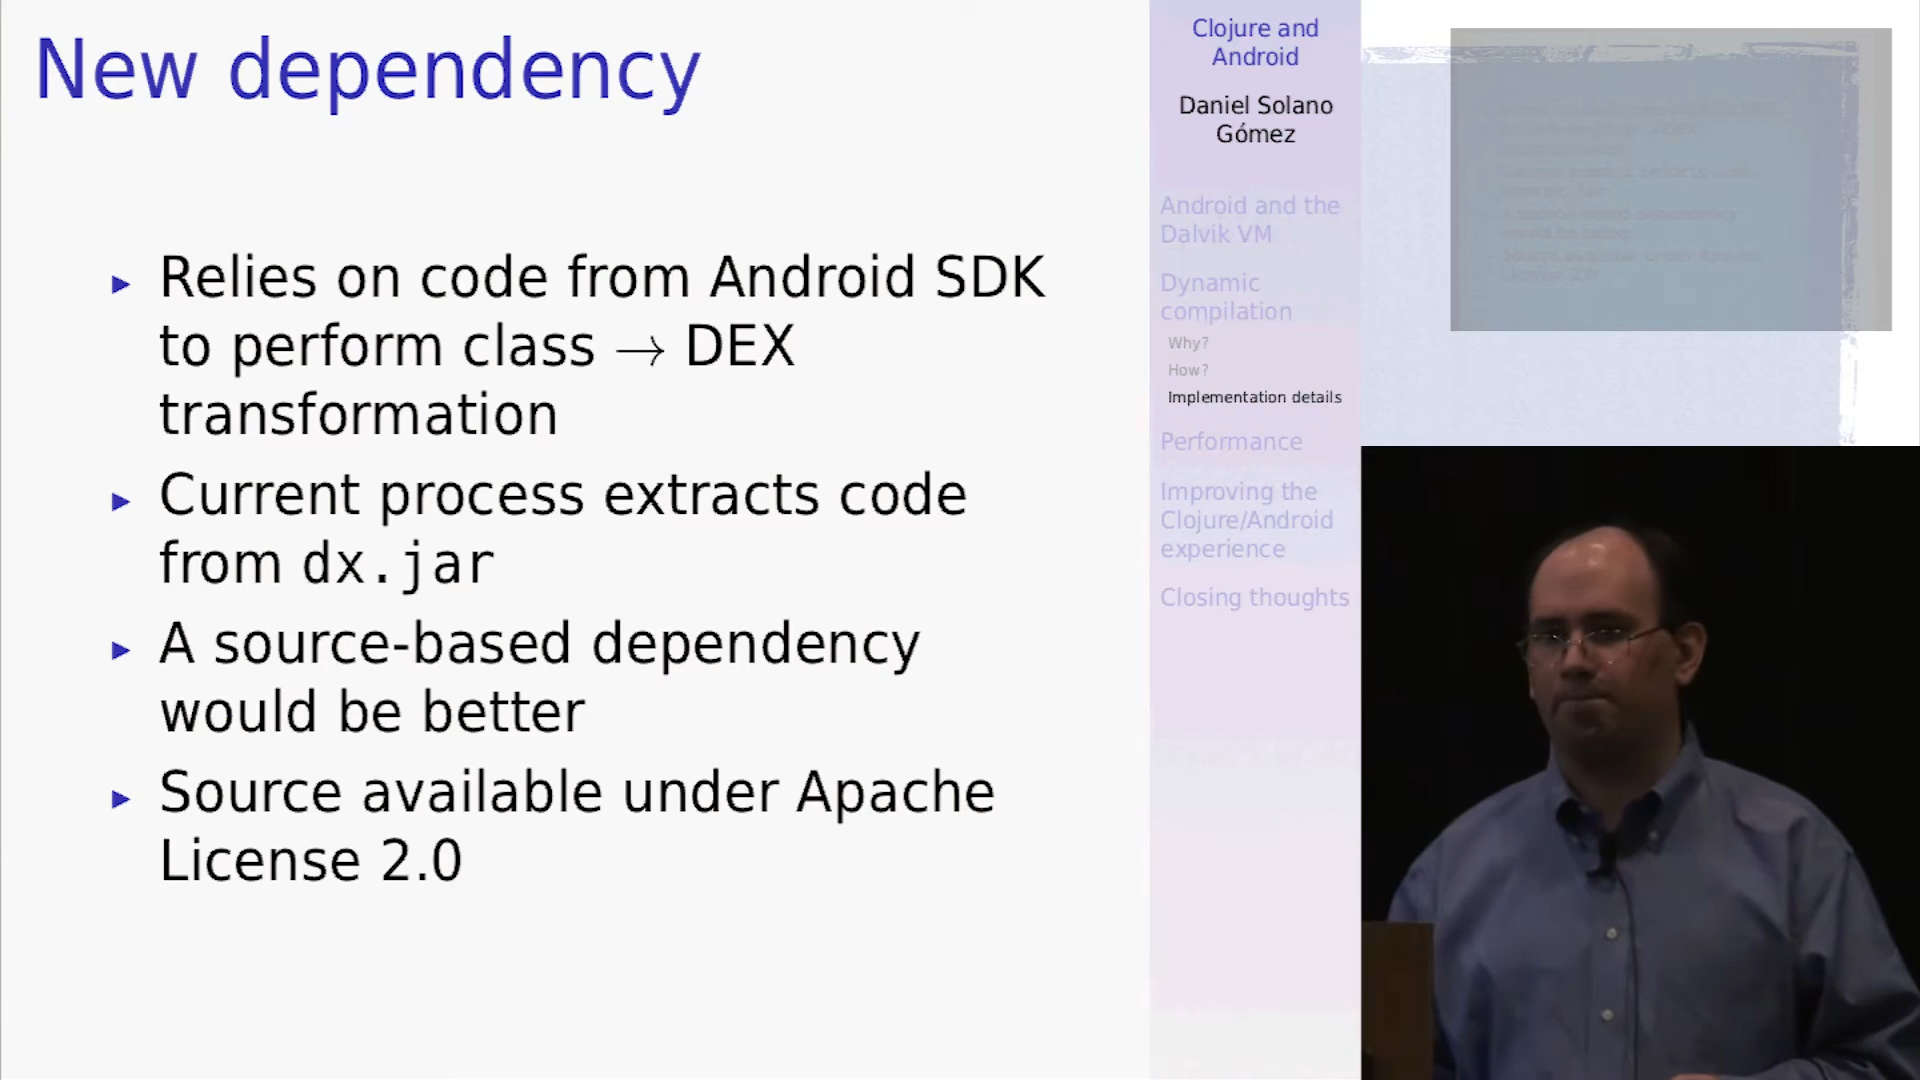 New dependency
▸ Relies on code from Android SDK
to perform class → DEX
transformation
▸ Current process extracts code
from dx.jar
▸ A source-based dependency
would be better
▸ Source available under Apache
License 2.0
Clojure and
Android
Daniel Solano
Gómez
Android and the
Dalvik VM
Dynamic
compilation
Why?
How?
Implementation details
Performance
Improving the
Clojure/Android
experience
Closing thoughts